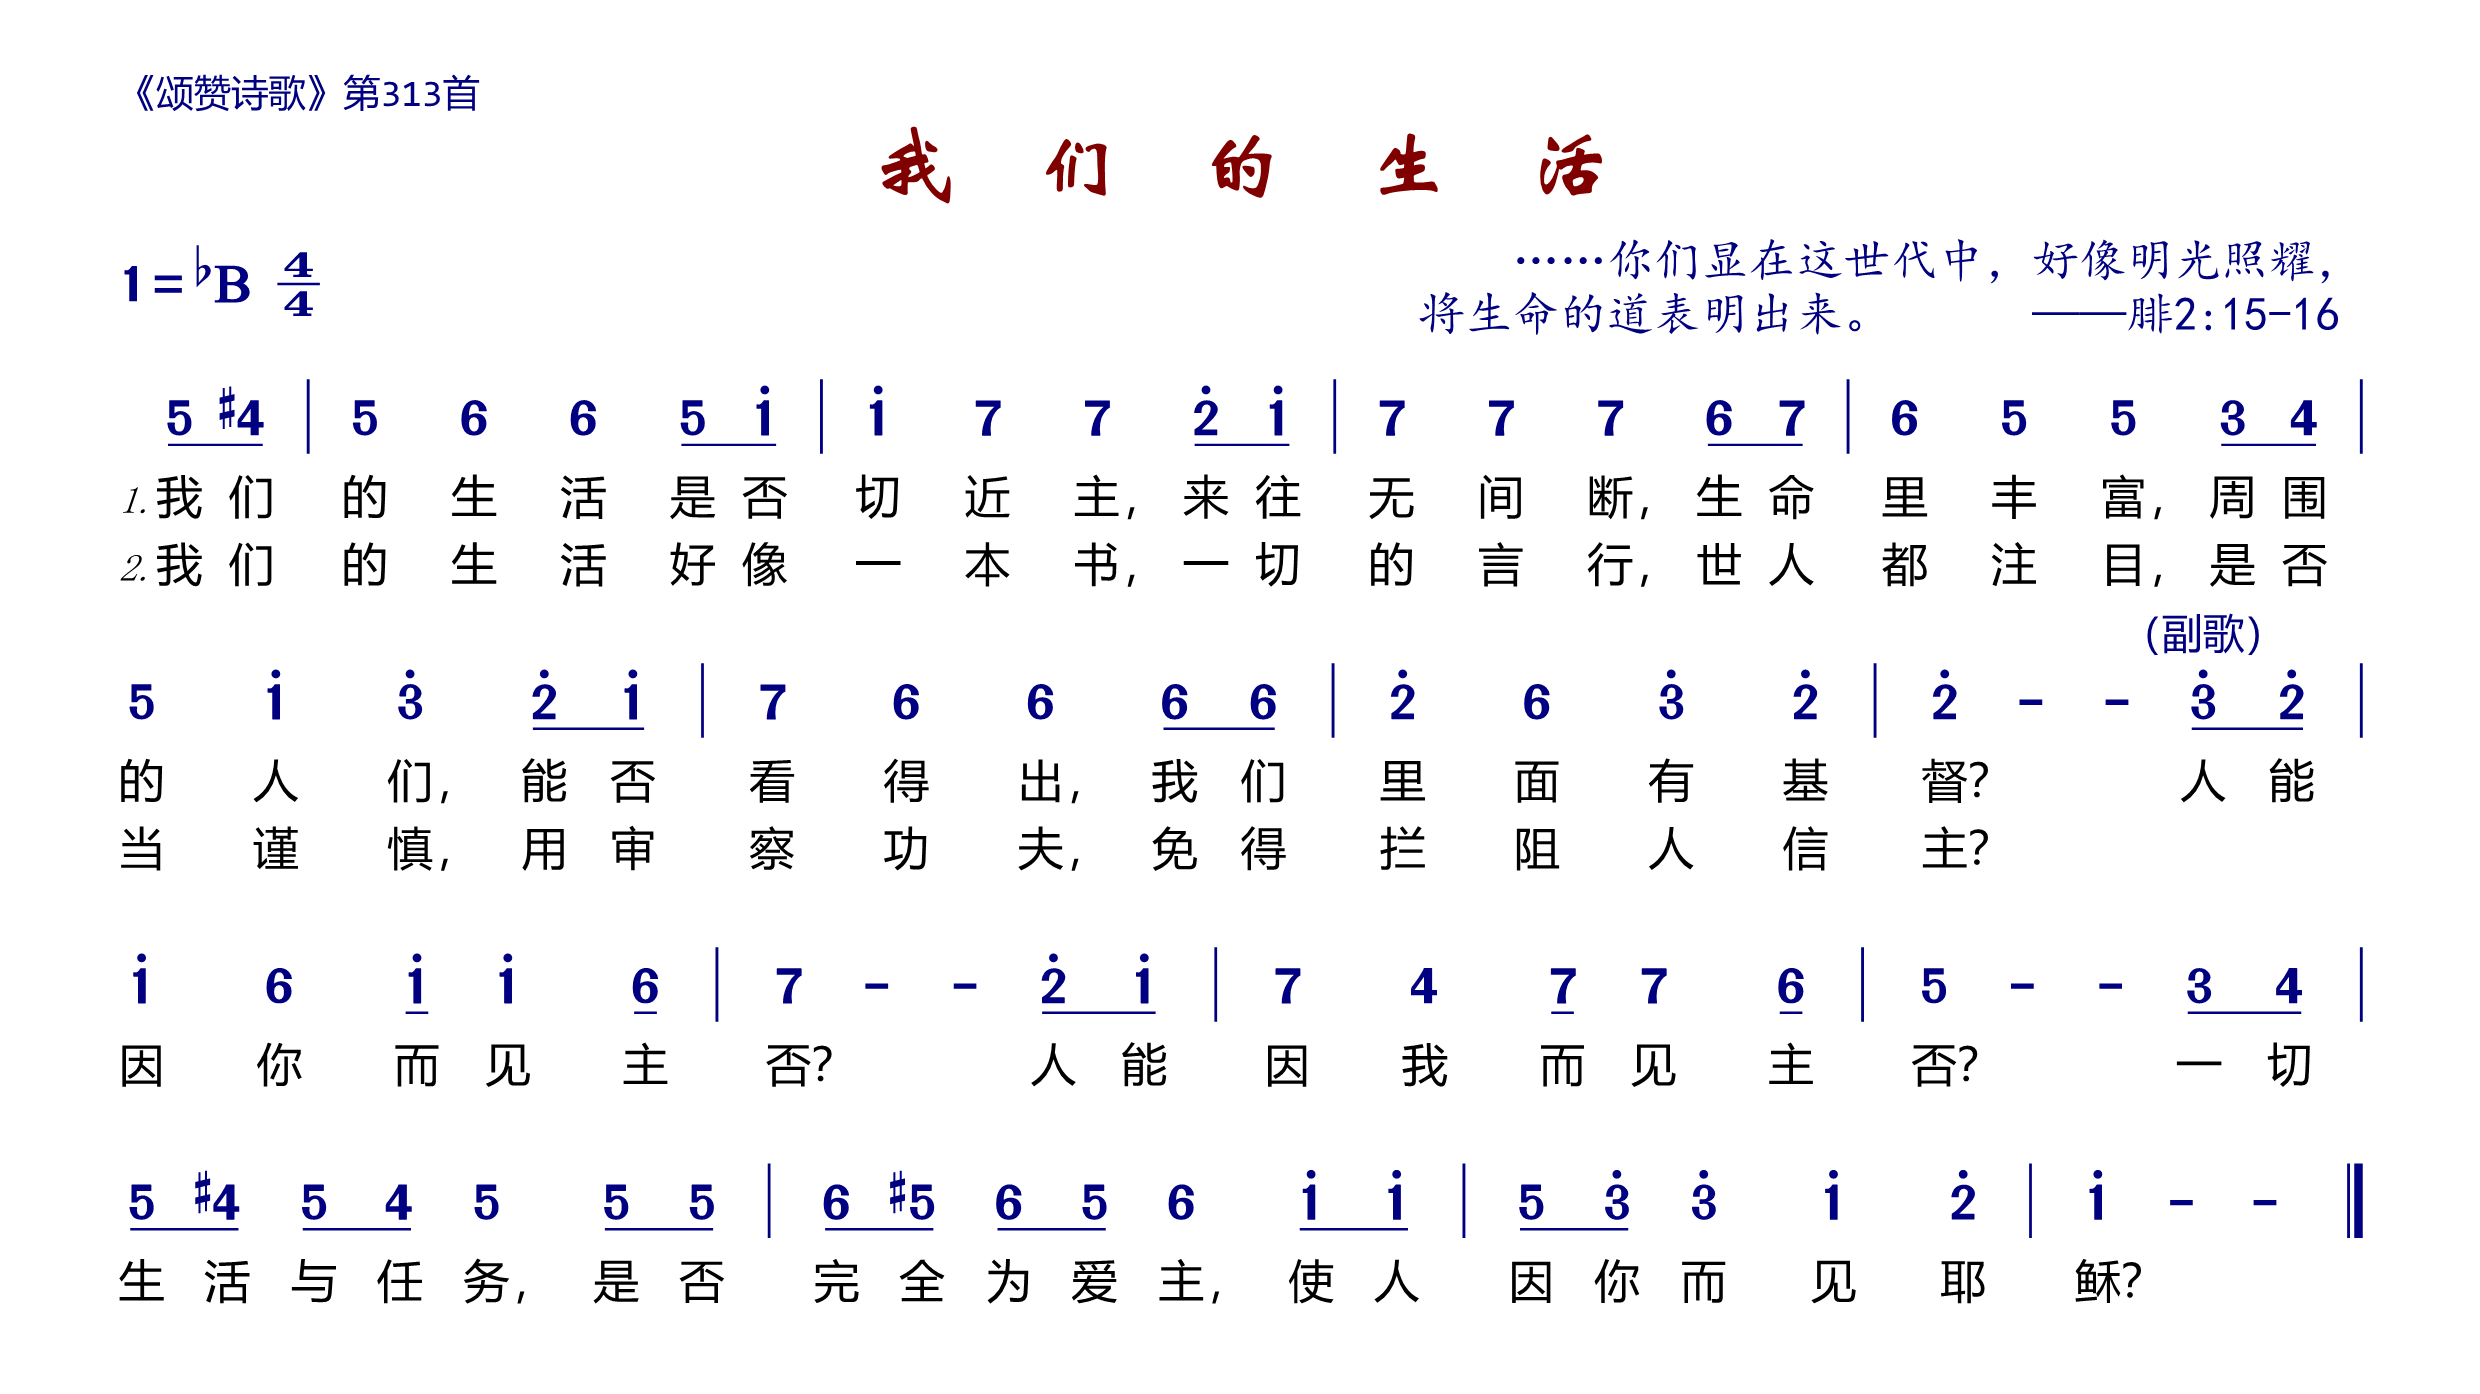 《颂赞诗歌》第313首
我们的生活
1=♭B 4/4
……你们显在这世代中，好像明光照耀，
将生命的道表明出来。 ——腓2:15-16
5 #4 | 5 6 6 5 i | i 7 7 2̇ i | 7 7 7 6 7 | 6 5 5 3 4 |
1.我们的生活是否切近主，来往无间断，生命里丰富，周围
2.我们的生活好像一本书，一切的言行，世人都注目，是否
(副歌)
5 i 3̇ 2̇ i | 7 6 6 6 6 | 2̇ 6 3̇ 2̇ | 2̇ - - 3̇ 2̇ |
的人们，能否看得出，我们里面有基督？ 人能
当谨慎，用审察功夫，免得拦阻人信主？
i 6 i i 6 | 7 - - 2̇ i | 7 4 7 7 6 | 5 - - 3 4 |
因你而见主否？ 人能因我而见主否？ 一切
5 #4 5 4 5 5 5 | 6 #5 6 5 6 i i | 5 3̇ 3̇ i 2̇ | i - - ‖
生活与任务，是否完全为爱主，使人因你而见耶稣？